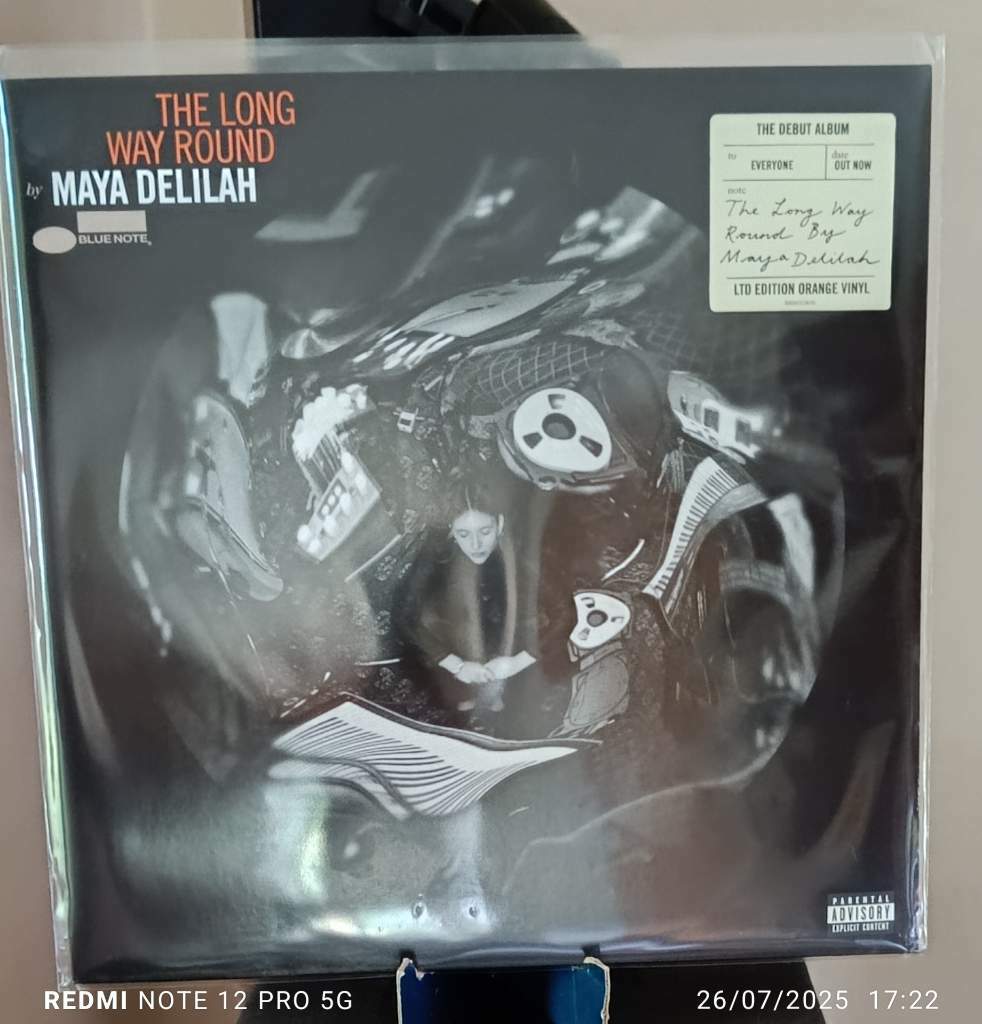 THE LONG
WAY ROUND
by MAYA DELILAH
BLUE NOTE
THE DEBUT ALBUM
to EVERYONE
date OUT NOW
note
The Long Way
Round By
Maya Delilah
LTD EDITION ORANGE VINYL
PARENTAL
ADVISORY
EXPLICIT CONTENT
REDMI NOTE 12 PRO 5G
26/07/2025 17:22